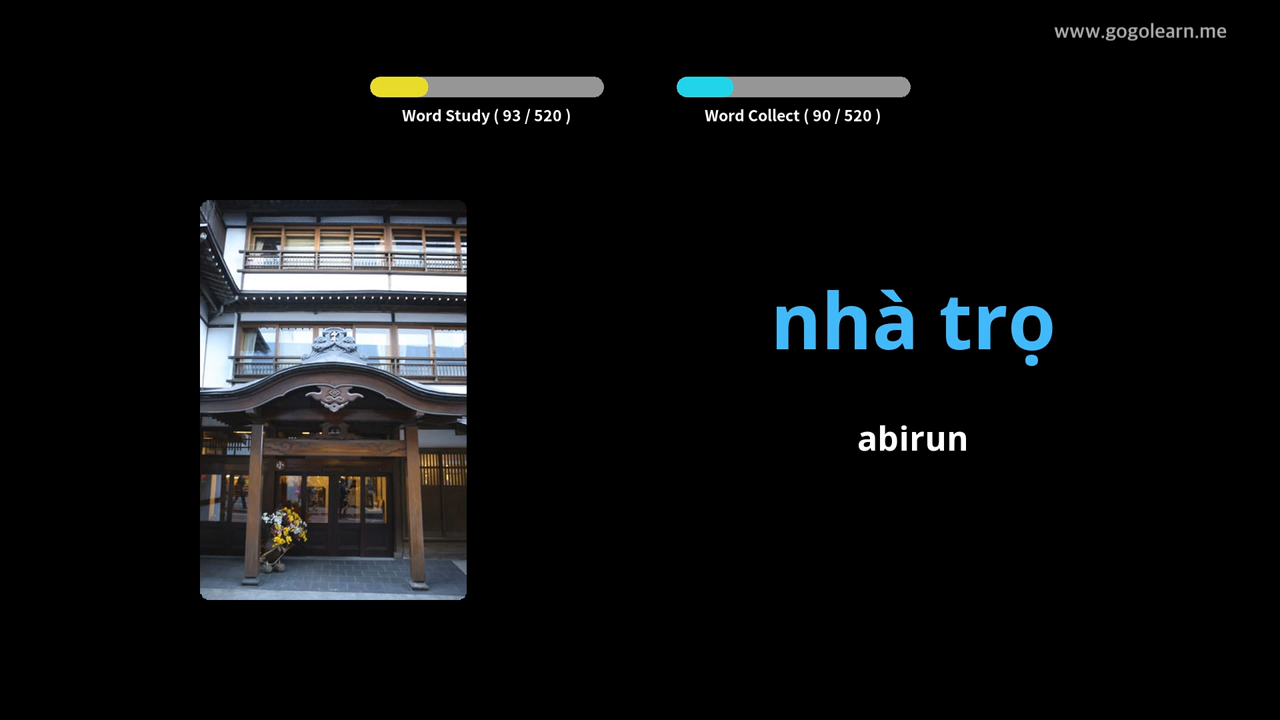 www.gogolearn.me
Word Study ( 93 / 520 )
Word Collect ( 90 / 520 )
nhà trọ
abirun